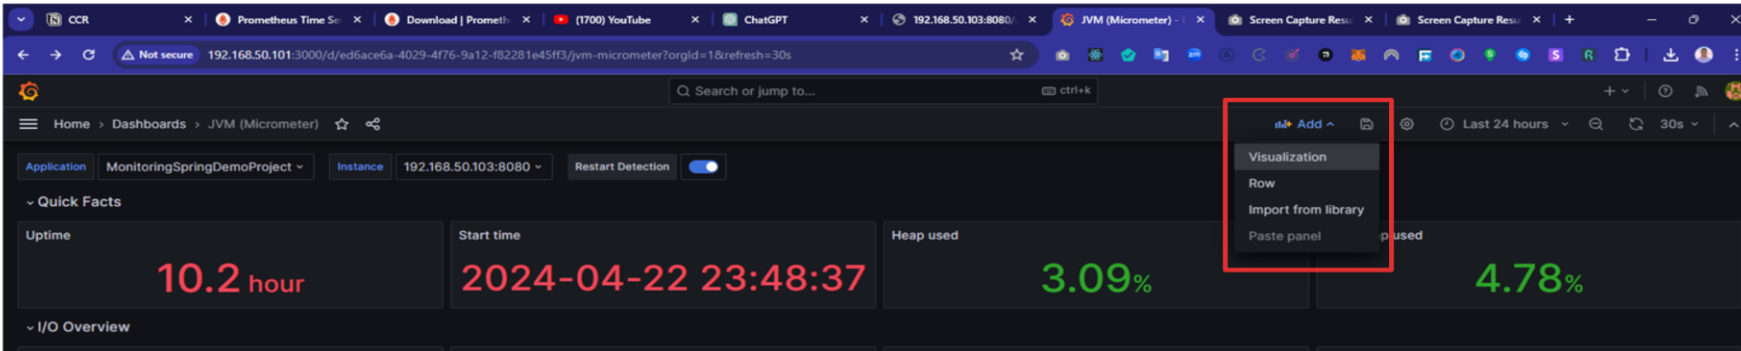 CCR
Prometheus Time Se
Download | Prometh
(1700) YouTube
ChatGPT
192.168.50.103:8080/
JVM (Micrometer) -
Screen Capture Resu
Screen Capture Resu
Not secure 192.168.50.101:3000/d/ed6ace6a-4029-4f76-9a12-f82281e45ff3/jvm-micrometer?orgId=1&refresh=30s
Search or jump to... ctrl+k
Home > Dashboards > JVM (Micrometer) Add Last 24 hours 30s
Visualization
Row
Import from library
Paste panel
Application MonitoringSpringDemoProject Instance 192.168.50.103:8080 Restart Detection
Quick Facts
Uptime
10.2 hour
Start time
2024-04-22 23:48:37
Heap used
3.09%
used
4.78%
I/O Overview